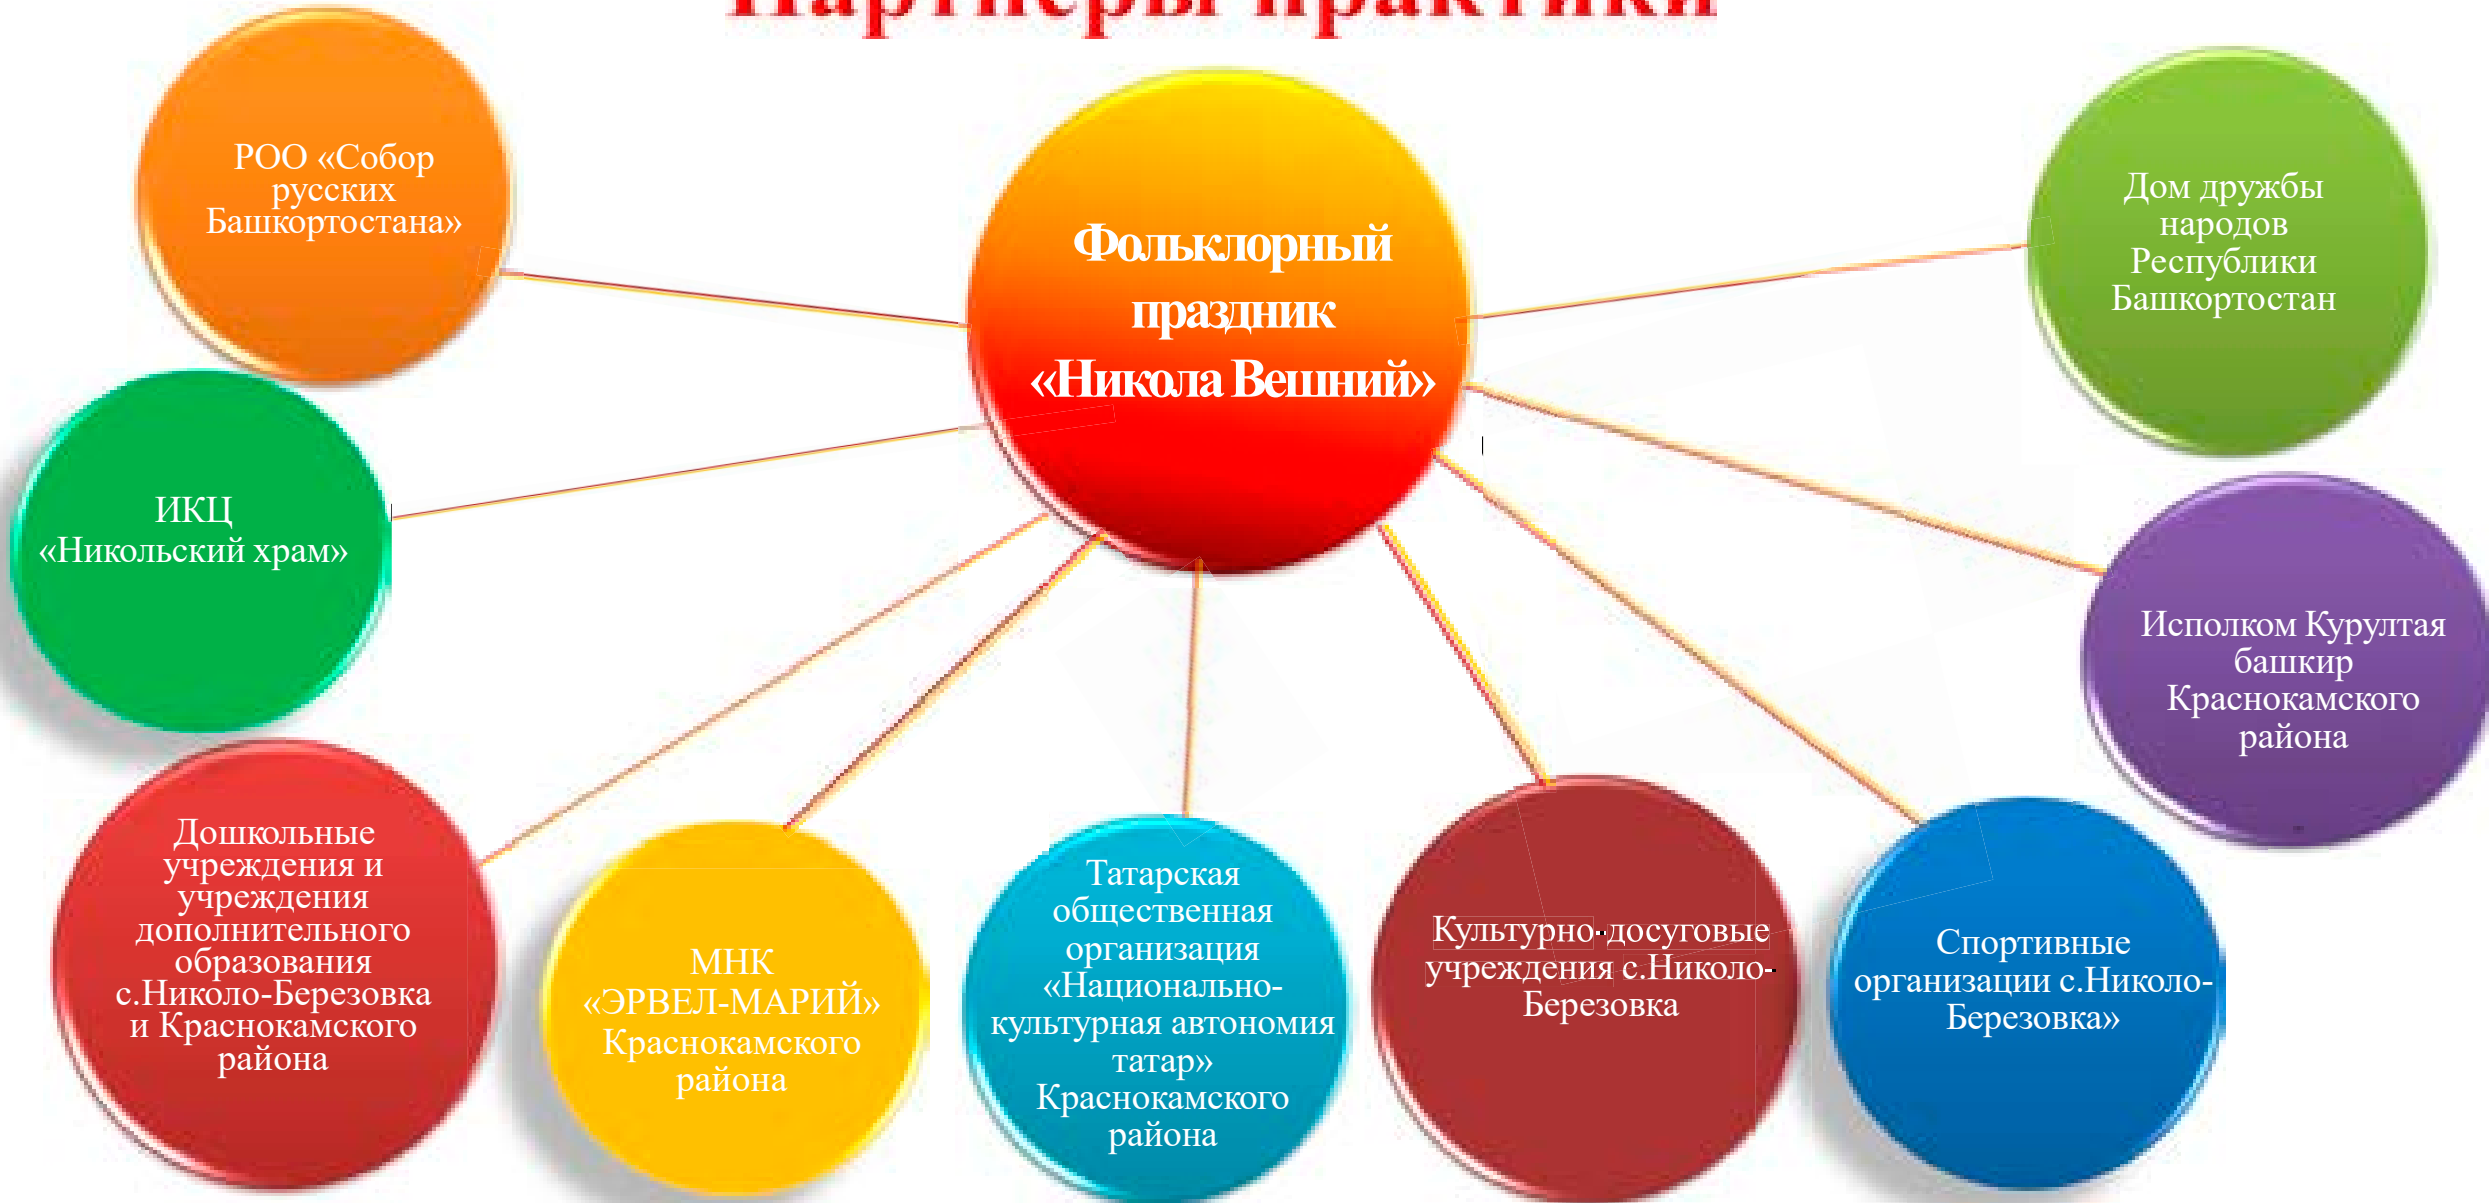 Партнеры практики
РОО «Собор
русских
Башкортостана»
Фольклорный
праздник
«Никола Вешний»
Дом дружбы
народов
Республики
Башкортостан
ИКЦ
«Никольский храм»
Исполком Курултая
башкир
Краснокамского
района
Дошкольные
учреждения и
учреждения
дополнительного
образования
с.Николо-Березовка
и Краснокамского
района
МНК
«ЭРВЕЛ-МАРИЙ»
Краснокамского
района
Татарская
общественная
организация
«Национально-
культурная автономия
татар»
Краснокамского
района
Культурно-досуговые
учреждения с.Николо-
Березовка
Спортивные
организации с.Николо-
Березовка»